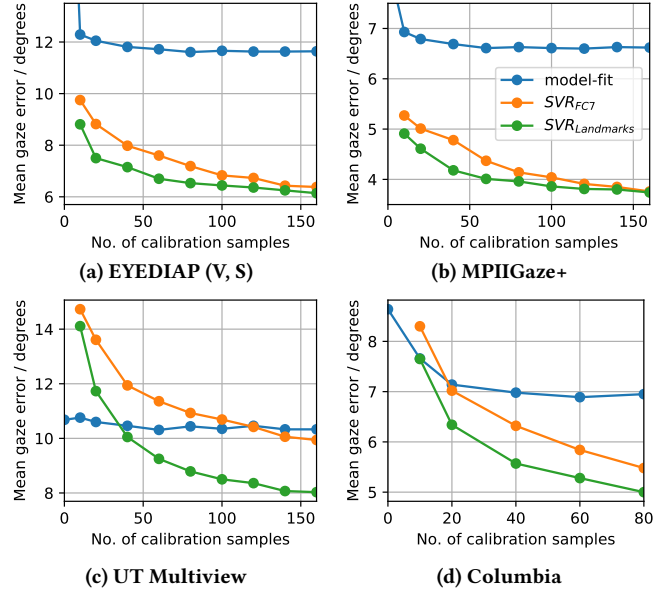 12
10
8
6
Mean gaze error / degrees
0
50
100
150
No. of calibration samples
(a) EYEDIAP (V, S)
7
6
5
4
Mean gaze error / degrees
model-fit
SVR_FC7
SVR_Landmarks
0
50
100
150
No. of calibration samples
(b) MPIIGaze+
14
12
10
8
Mean gaze error / degrees
0
50
100
150
No. of calibration samples
(c) UT Multiview
8
7
6
5
Mean gaze error / degrees
0
20
40
60
80
No. of calibration samples
(d) Columbia